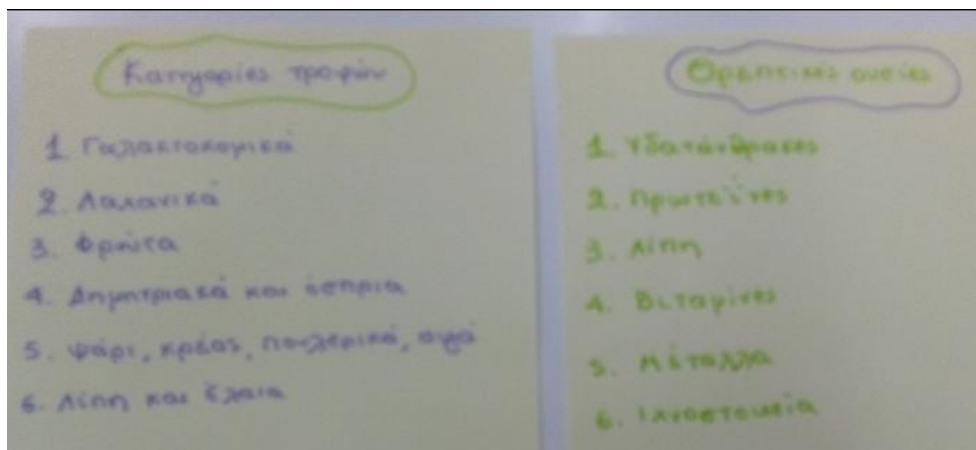 Κατηγορίες τροφών
1 Γαλακτοκομικά
2. Λαχανικά
3. Φρούτα
4. Δημητριακά και όσπρια
5. Ψάρι, κρέας, πουλερικά, αυγά
6. Λίπη και έλαια
Θρεπτικές ουσίες
1. Υδατάνθρακες
2. Πρωτεΐνες
3. Λίπη
4. Βιταμίνες
5. Μέταλλα
6. Ιχνοστοιχεία